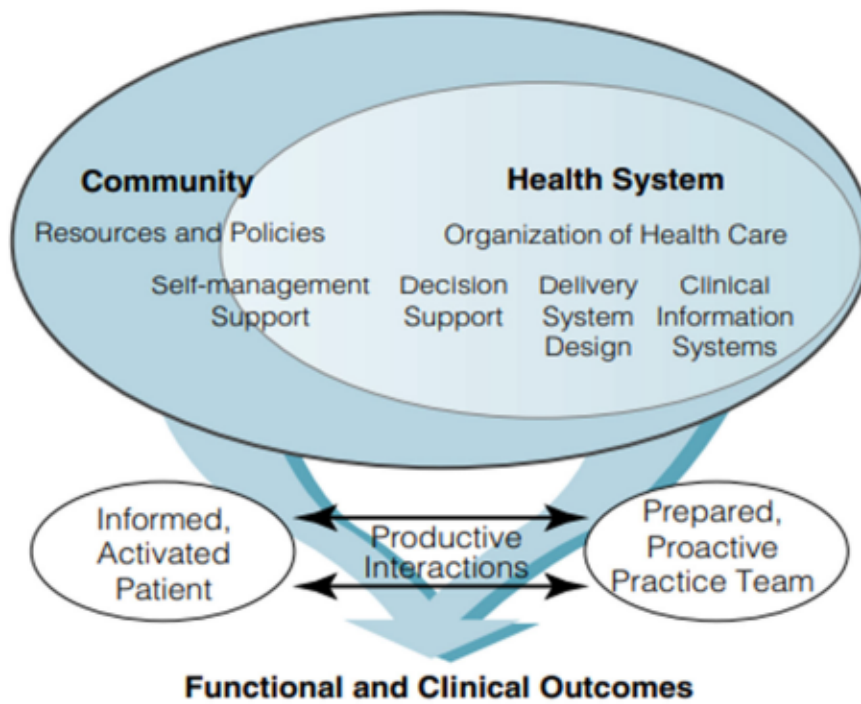 Community
Health System
Resources and Policies
Organization of Health Care
Self-management
Support
Decision
Support
Delivery
System
Design
Clinical
Information
Systems
Informed,
Activated
Patient
Productive
Interactions
Prepared,
Proactive
Practice Team
Functional and Clinical Outcomes